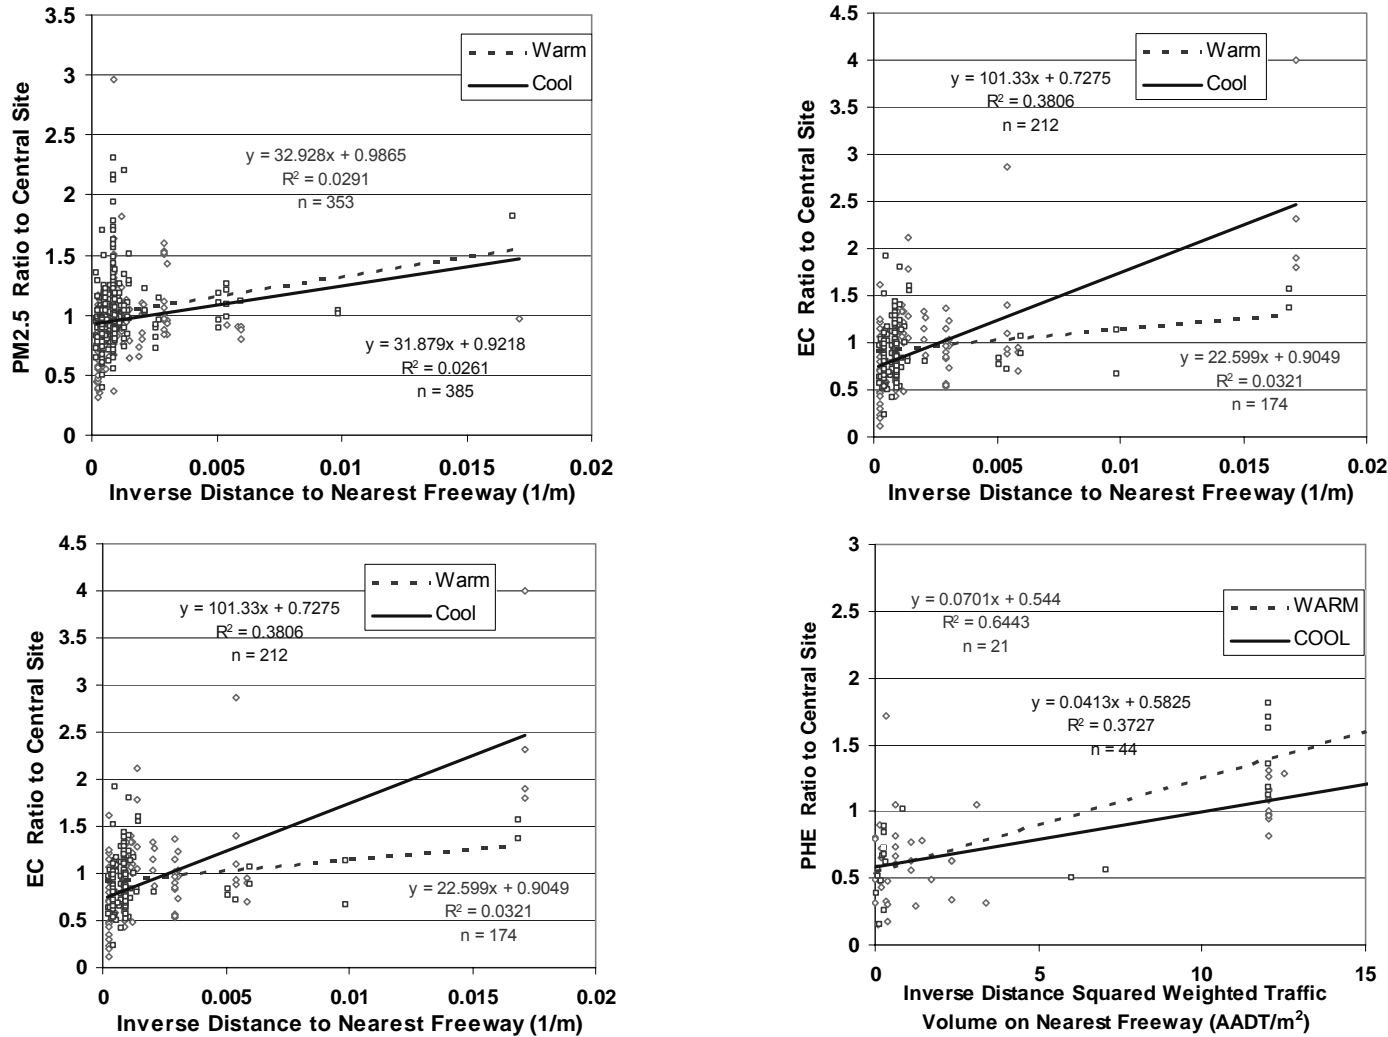 3.5
3
2.5
2
1.5
1
0.5
0
PM2.5 Ratio to Central Site
Warm
Cool
y = 32.928x + 0.9865
R² = 0.0291
n = 353
y = 31.879x + 0.9218
R² = 0.0261
n = 385
0 0.005 0.01 0.015 0.02
Inverse Distance to Nearest Freeway (1/m)
4.5
4
3.5
3
2.5
2
1.5
1
0.5
0
EC Ratio to Central Site
Warm
Cool
y = 101.33x + 0.7275
R² = 0.3806
n = 212
y = 22.599x + 0.9049
R² = 0.0321
n = 174
0 0.005 0.01 0.015 0.02
Inverse Distance to Nearest Freeway (1/m)
4.5
4
3.5
3
2.5
2
1.5
1
0.5
0
EC Ratio to Central Site
Warm
Cool
y = 101.33x + 0.7275
R² = 0.3806
n = 212
y = 22.599x + 0.9049
R² = 0.0321
n = 174
0 0.005 0.01 0.015 0.02
Inverse Distance to Nearest Freeway (1/m)
3
2.5
2
1.5
1
0.5
0
PHE Ratio to Central Site
y = 0.0701x + 0.544
R² = 0.6443
n = 21
WARM
COOL
y = 0.0413x + 0.5825
R² = 0.3727
n = 44
0 5 10 15
Inverse Distance Squared Weighted Traffic
Volume on Nearest Freeway (AADT/m²)